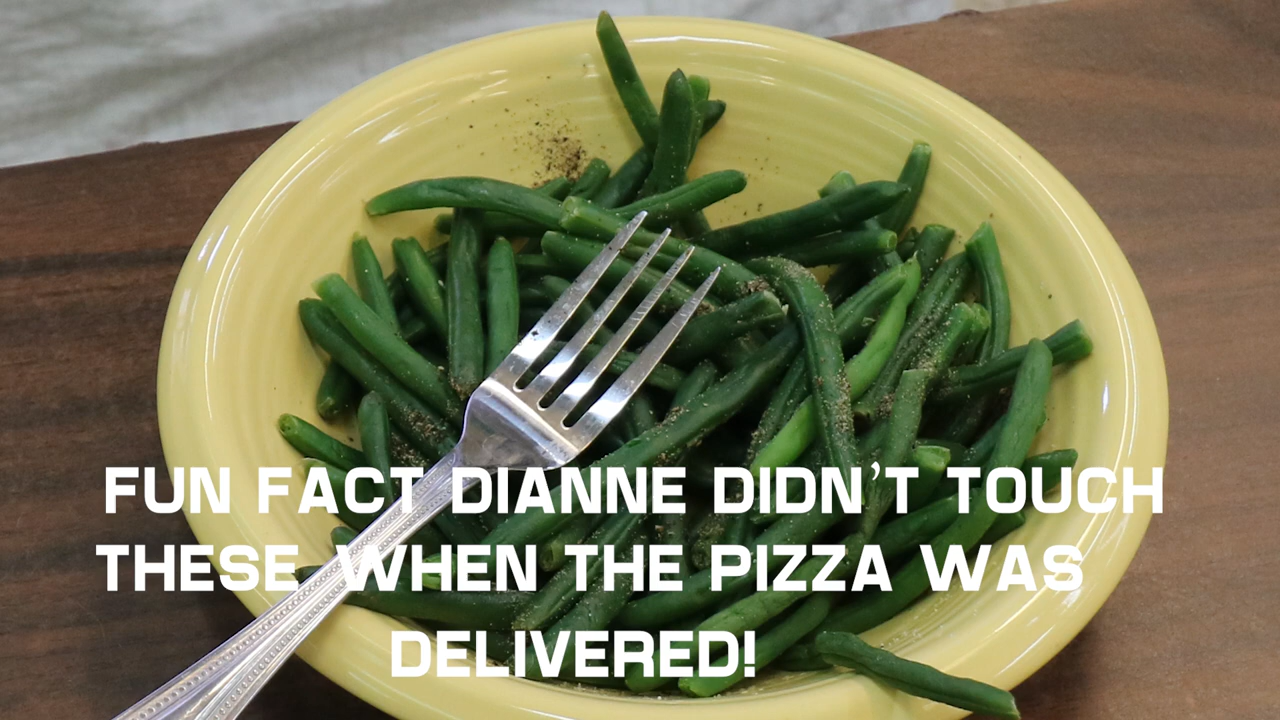 FUN FACT DIANNE DIDN'T TOUCH
THESE WHEN THE PIZZA WAS
DELIVERED!